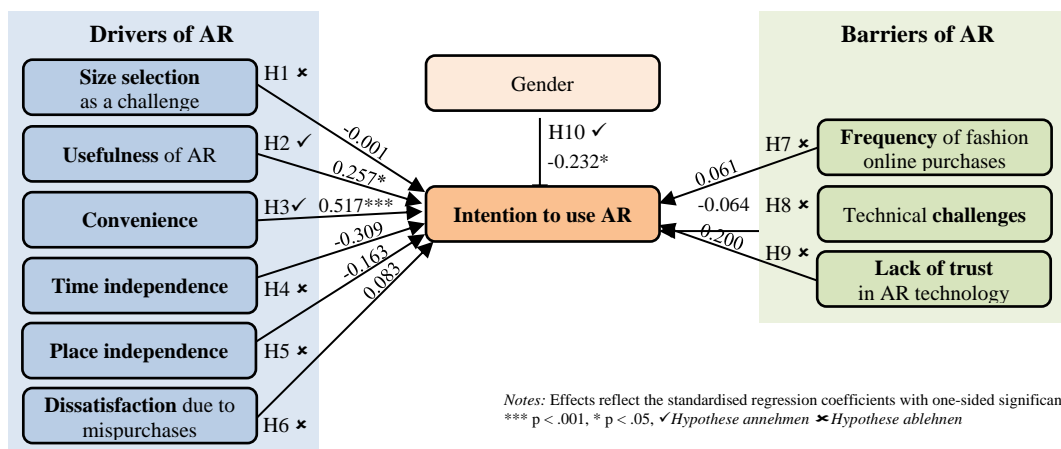 Drivers of AR
Size selection
as a challenge
H1 ×
-0.001
Usefulness of AR
H2 ✓
0.257*
Convenience
H3 ✓
0.517***
Time independence
H4 ×
-0.309
Place independence
H5 ×
-0.163
Dissatisfaction due to
mispurchases
H6 ×
0.083
Gender
H10 ✓
-0.232*
Intention to use AR
Barriers of AR
H7 ×
0.061
Frequency of fashion
online purchases
H8 ×
-0.064
Technical challenges
H9 ×
0.200
Lack of trust
in AR technology
Notes: Effects reflect the standardised regression coefficients with one-sided significan
*** p < .001, * p < .05, ✓Hypothese annehmen ×Hypothese ablehnen